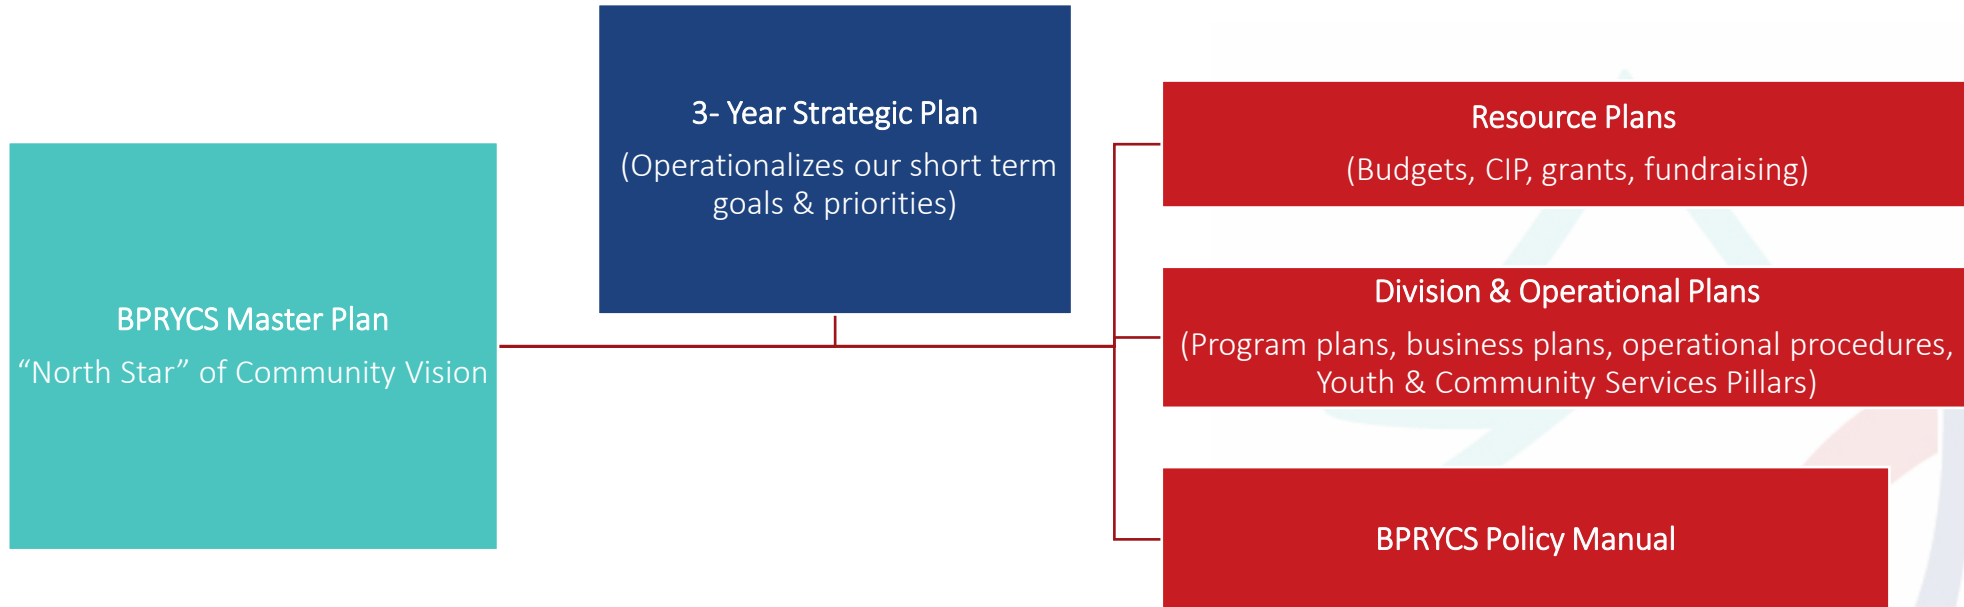 BPRYCS Master Plan
“North Star” of Community Vision
3- Year Strategic Plan
(Operationalizes our short term
goals & priorities)
Resource Plans
(Budgets, CIP, grants, fundraising)
Division & Operational Plans
(Program plans, business plans, operational procedures,
Youth & Community Services Pillars)
BPRYCS Policy Manual